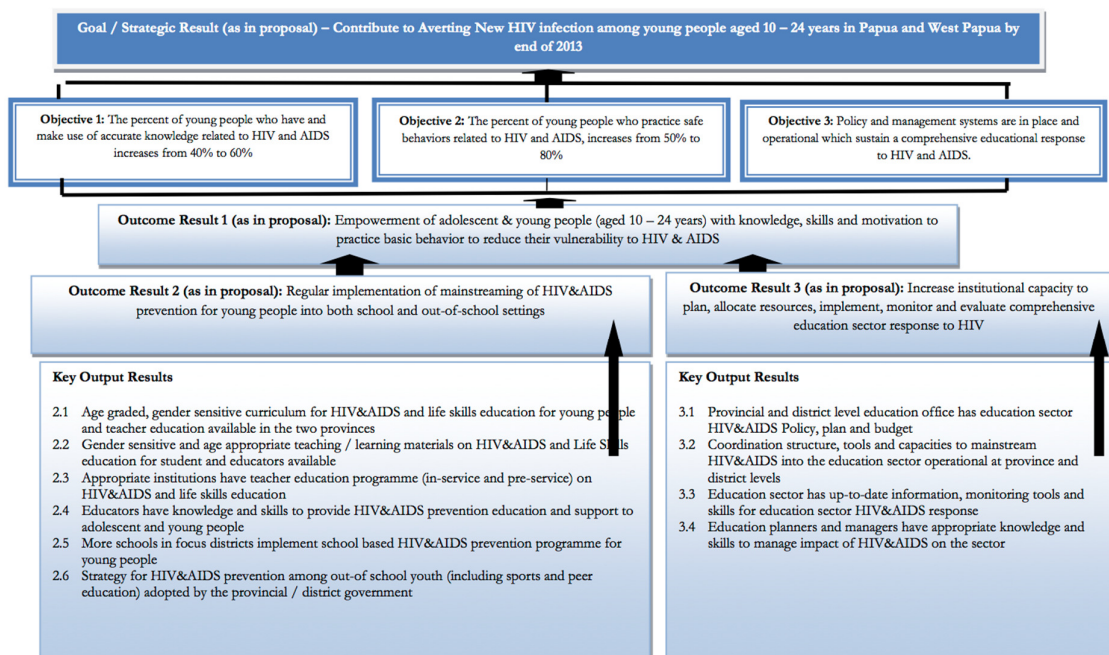 Goal / Strategic Result (as in proposal) – Contribute to Averting New HIV infection among young people aged 10 – 24 years in Papua and West Papua by
end of 2013
Objective 1: The percent of young people who have and
make use of accurate knowledge related to HIV and AIDS
increases from 40% to 60%
Objective 2: The percent of young people who practice safe
behaviors related to HIV and AIDS, increases from 50% to
80%
Objective 3: Policy and management systems are in place and
operational which sustain a comprehensive educational response
to HIV and AIDS.
Outcome Result 1 (as in proposal): Empowerment of adolescent & young people (aged 10 – 24 years) with knowledge, skills and motivation to
practice basic behavior to reduce their vulnerability to HIV & AIDS
Outcome Result 2 (as in proposal): Regular implementation of mainstreaming of HIV&AIDS
prevention for young people into both school and out-of-school settings
Outcome Result 3 (as in proposal): Increase institutional capacity to
plan, allocate resources, implement, monitor and evaluate comprehensive
education sector response to HIV
Key Output Results
2.1 Age graded, gender sensitive curriculum for HIV&AIDS and life skills education for young people
and teacher education available in the two provinces
2.2 Gender sensitive and age appropriate teaching / learning materials on HIV&AIDS and Life Skills
education for student and educators available
2.3 Appropriate institutions have teacher education programme (in-service and pre-service) on
HIV&AIDS and life skills education
2.4 Educators have knowledge and skills to provide HIV&AIDS prevention education and support to
adolescent and young people
2.5 More schools in focus districts implement school based HIV&AIDS prevention programme for
young people
2.6 Strategy for HIV&AIDS prevention among out-of school youth (including sports and peer
education) adopted by the provincial / district government
Key Output Results
3.1 Provincial and district level education office has education sector
HIV&AIDS Policy, plan and budget
3.2 Coordination structure, tools and capacities to mainstream
HIV&AIDS into the education sector operational at province and
district levels
3.3 Education sector has up-to-date information, monitoring tools and
skills for education sector HIV&AIDS response
3.4 Education planners and managers have appropriate knowledge and
skills to manage impact of HIV&AIDS on the sector